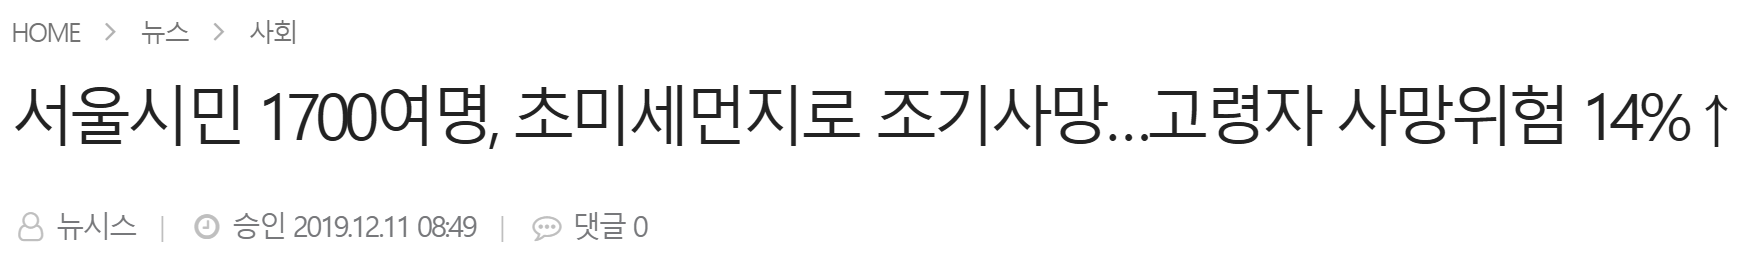 HOME > 뉴스 > 사회
서울시민 1700여명, 초미세먼지로 조기사망…고령자 사망위험 14%↑
뉴시스 | 승인 2019.12.11 08:49 | 댓글 0